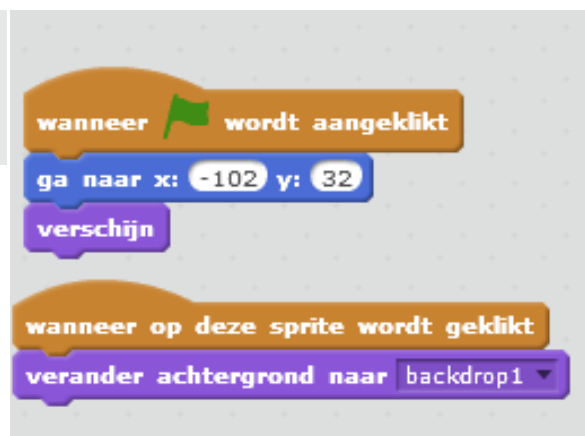 wanneer wordt aangeklikt
ga naar x: -102 y: 32
verschijn
wanneer op deze sprite wordt geklikt
verander achtergrond naar backdrop1